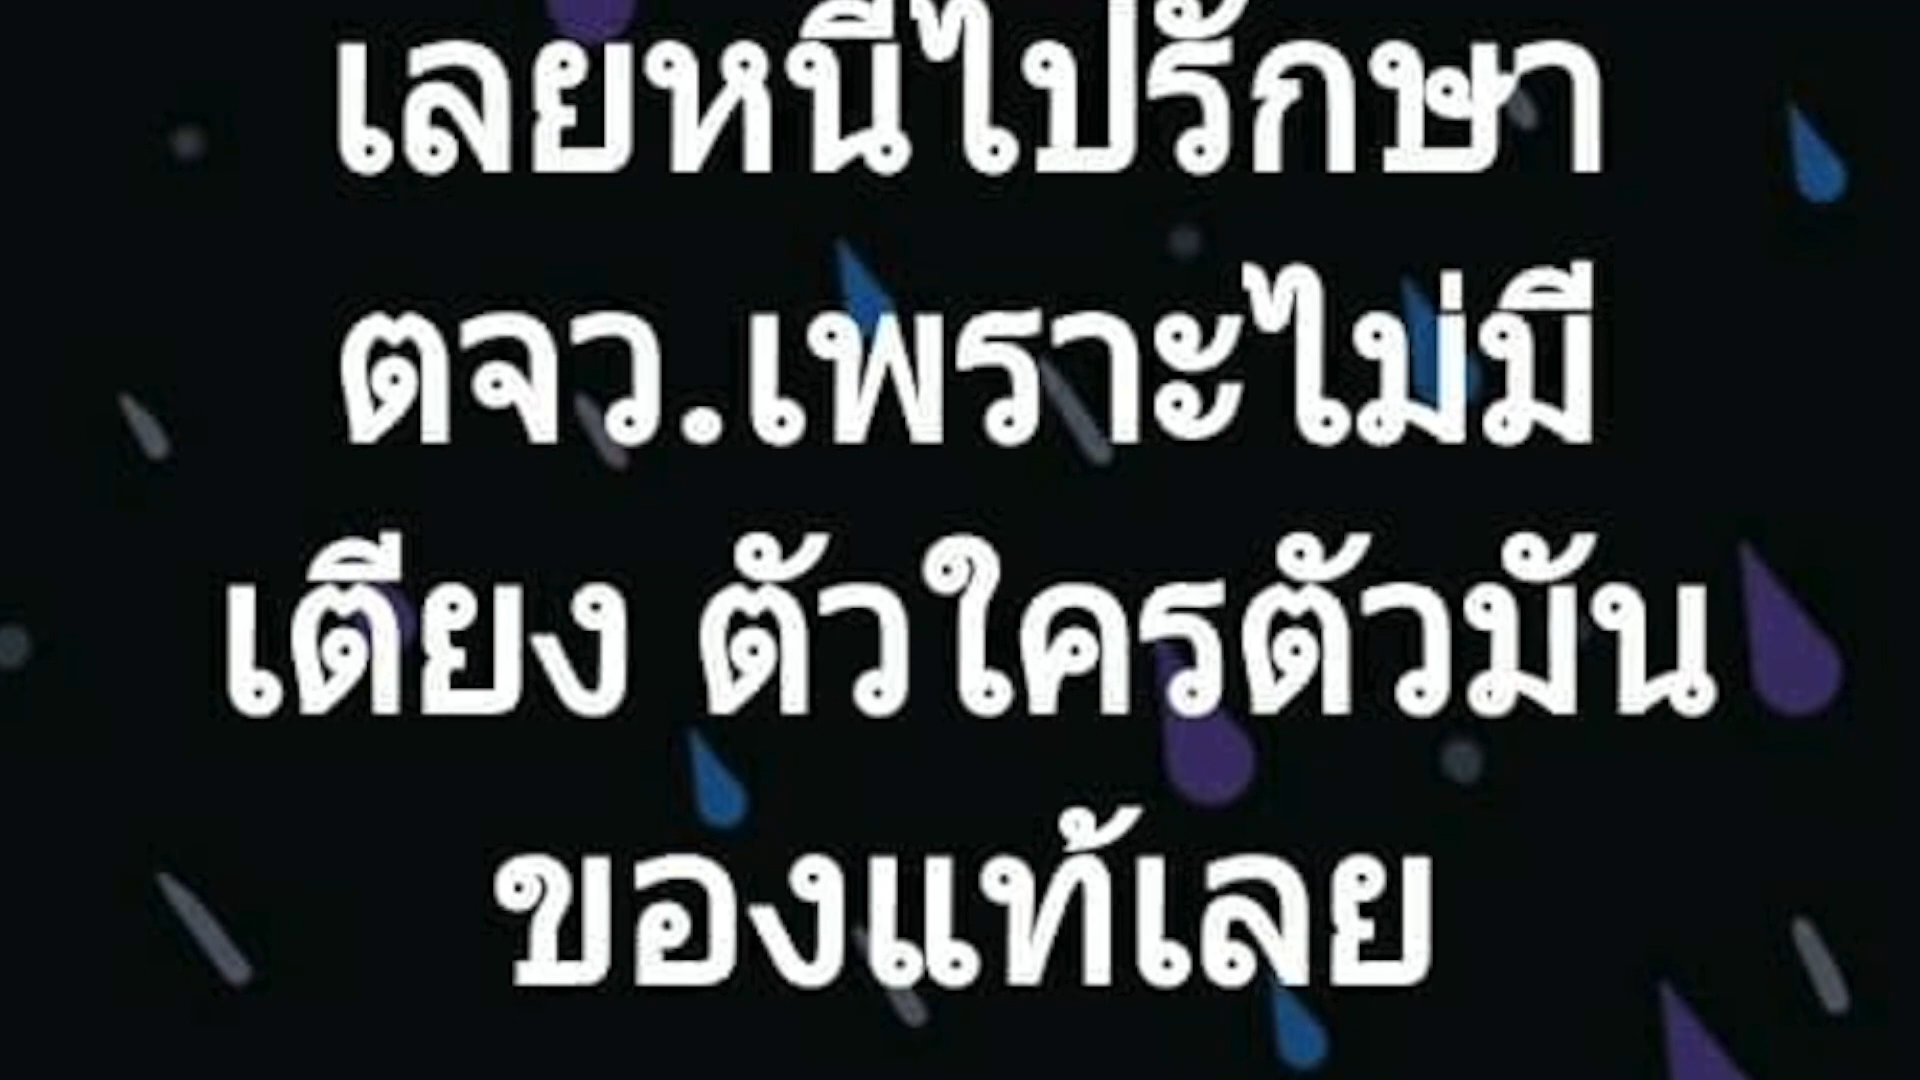 เลยหนีไปรักษา
ตจว.เพราะไม่มี
เตียง ตัวใครตัวมัน
ของแท้เลย